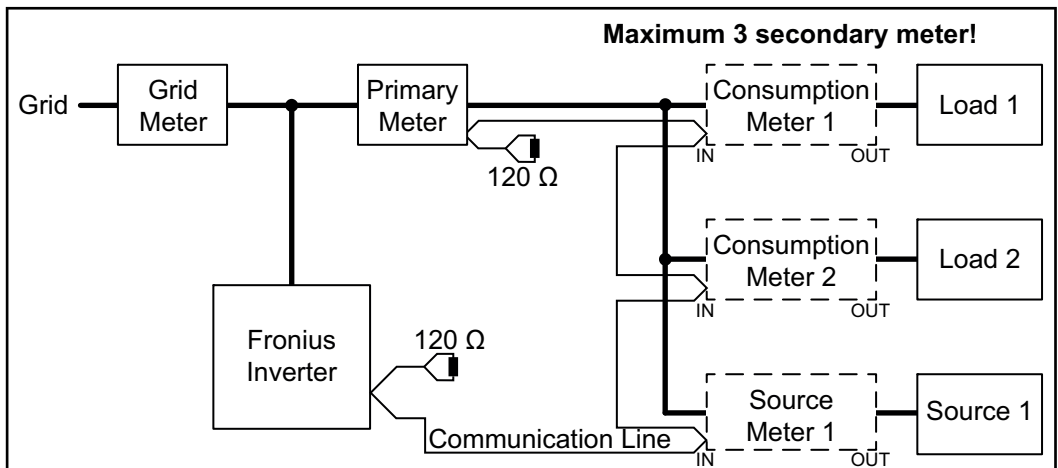 Maximum 3 secondary meter!
Grid
Grid
Meter
Primary
Meter
Consumption
Meter 1
Load 1
IN
OUT
120 Ω
Consumption
Meter 2
Load 2
IN
OUT
Fronius
Inverter
120 Ω
Source
Meter 1
Source 1
Communication Line
IN
OUT